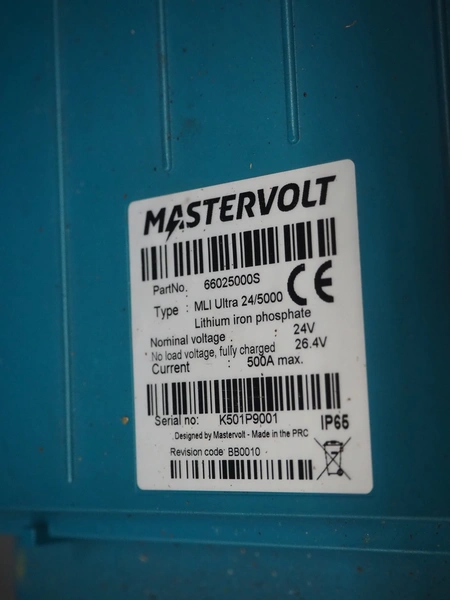 MASTERVOLT
PartNo. 66025000S
Type : MLI Ultra 24/5000
Lithium iron phosphate
CE
Nominal voltage : 24V
No load voltage, fully charged : 26.4V
Current : 500A max.
Serial no: K501P9001
IP65
Designed by Mastervolt - Made in the PRC
Revision code: BB0010